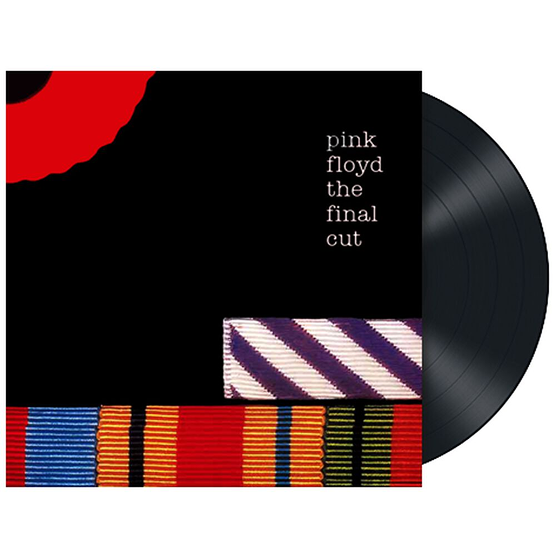 pink
floyd
the
final
cut